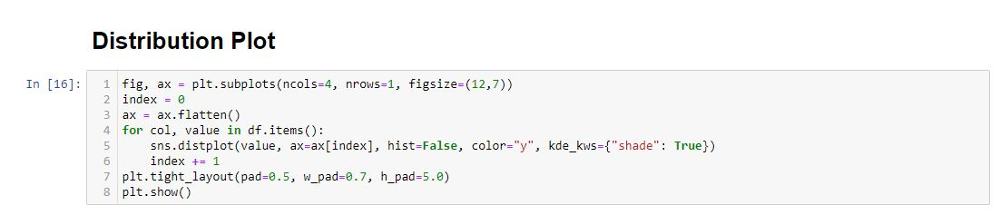 Distribution Plot
In [16]:
1 fig, ax = plt.subplots(ncols=4, nrows=1, figsize=(12,7))
2 index = 0
3 ax = ax.flatten()
4 for col, value in df.items():
5     sns.distplot(value, ax=ax[index], hist=False, color="y", kde_kws={"shade": True})
6     index += 1
7 plt.tight_layout(pad=0.5, w_pad=0.7, h_pad=5.0)
8 plt.show()